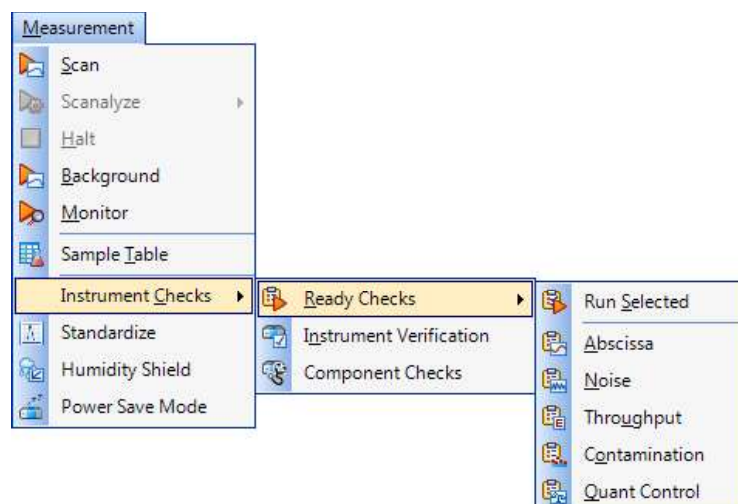 Measurement
Scan
Scanalyze
Halt
Background
Monitor
Sample Table
Instrument Checks
Standardize
Humidity Shield
Power Save Mode
Ready Checks
Instrument Verification
Component Checks
Run Selected
Abscissa
Noise
Throughput
Contamination
Quant Control